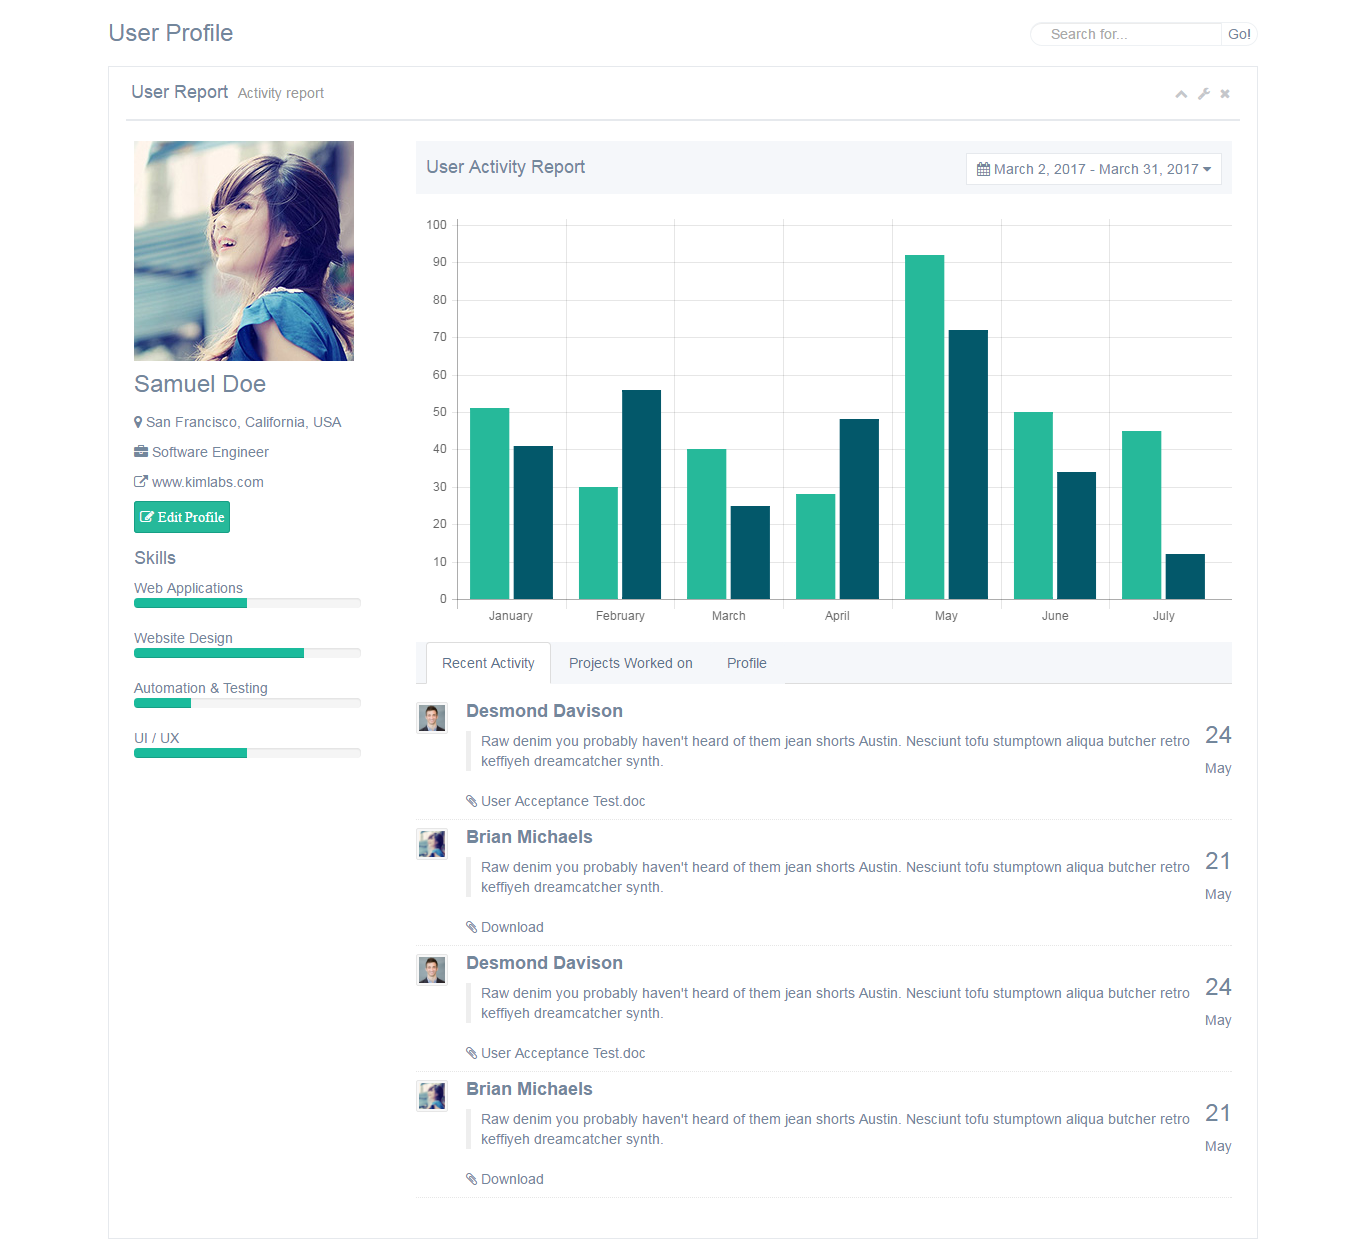 User Profile
Search for... Go!
User Report Activity report
Samuel Doe
San Francisco, California, USA
Software Engineer
www.kimlabs.com
Edit Profile
Skills
Web Applications
Website Design
Automation & Testing
UI / UX
User Activity Report
March 2, 2017 - March 31, 2017
100
90
80
70
60
50
40
30
20
10
0
January February March April May June July
Recent Activity Projects Worked on Profile
Desmond Davison
Raw denim you probably haven't heard of them jean shorts Austin. Nesciunt tofu stumptown aliqua butcher retro
keffiyeh dreamcatcher synth.
24
May
User Acceptance Test.doc
Brian Michaels
Raw denim you probably haven't heard of them jean shorts Austin. Nesciunt tofu stumptown aliqua butcher retro
keffiyeh dreamcatcher synth.
21
May
Download
Desmond Davison
Raw denim you probably haven't heard of them jean shorts Austin. Nesciunt tofu stumptown aliqua butcher retro
keffiyeh dreamcatcher synth.
24
May
User Acceptance Test.doc
Brian Michaels
Raw denim you probably haven't heard of them jean shorts Austin. Nesciunt tofu stumptown aliqua butcher retro
keffiyeh dreamcatcher synth.
21
May
Download